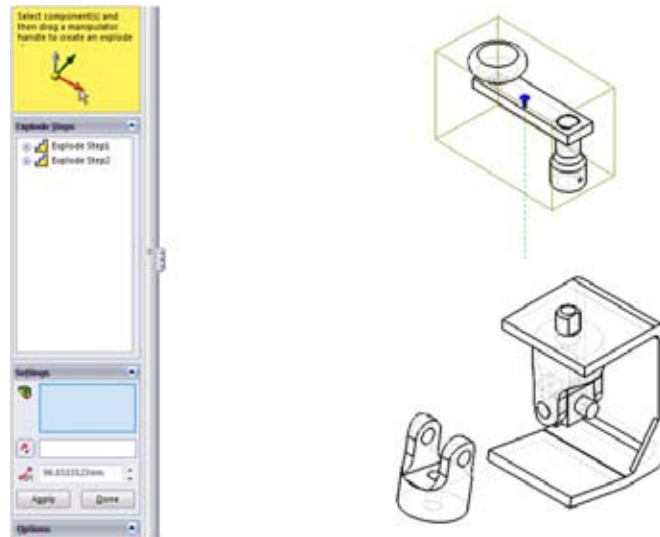 Select component(s) and
then drag a manipulator
handle to create an explode
Explode Steps
Explode Step1
Explode Step2
Settings
Apply
Done
Options